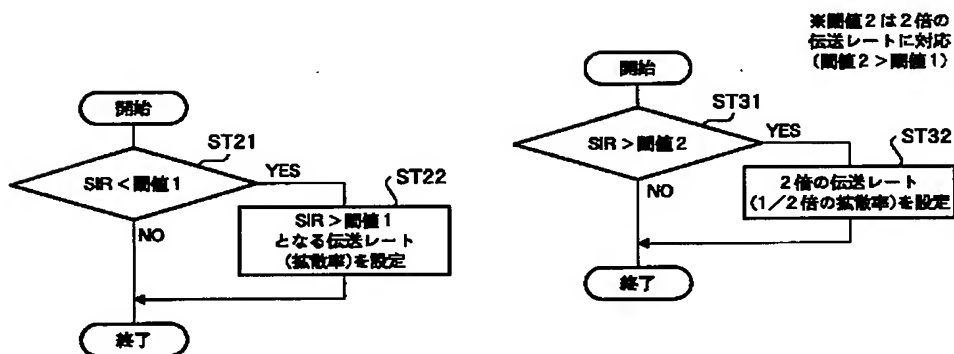 開始
ST21
SIR<閾値1
YES
ST22
NO
SIR>閾値1
となる伝送レート
(拡散率)を設定
終了
※閾値2は2倍の
伝送レートに対応
(閾値2>閾値1)
開始
ST31
SIR>閾値2
YES
ST32
NO
2倍の伝送レート
(1/2倍の拡散率)を設定
終了